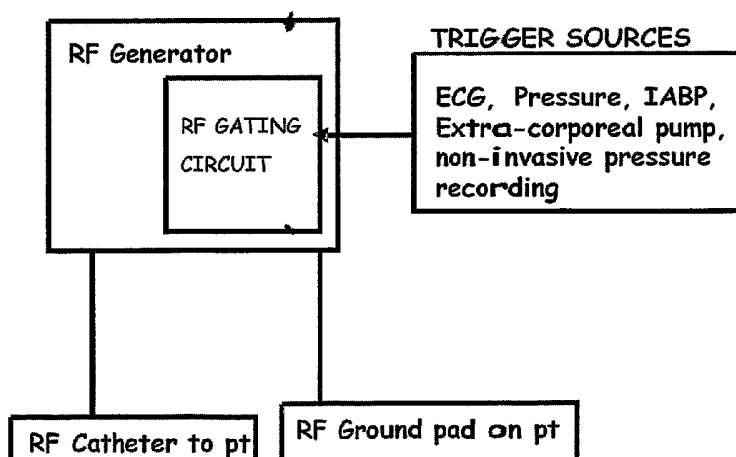 RF Generator
RF GATING
CIRCUIT
TRIGGER SOURCES
ECG, Pressure, IABP,
Extra-corporeal pump,
non-invasive pressure
recording
RF Catheter to pt
RF Ground pad on pt